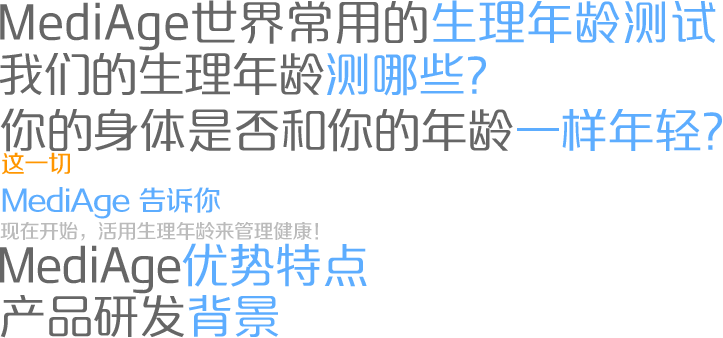 MediAge世界常用的生理年龄测试
我们的生理年龄测哪些?
你的身体是否和你的年龄一样年轻?
这一切
MediAge 告诉你
现在开始，活用生理年龄来管理健康!
MediAge优势特点
产品研发背景